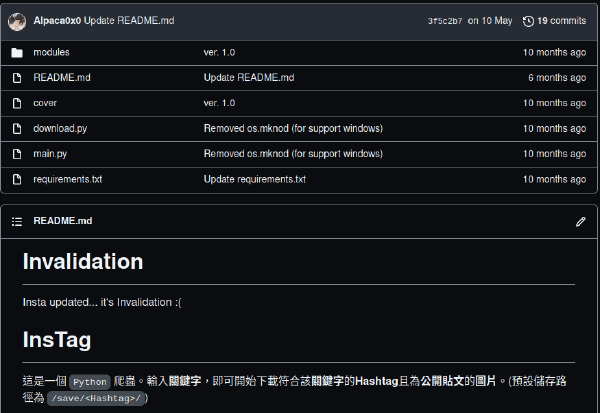 Alpaca0x0 Update README.md 3f5c2b7 on 10 May 19 commits
modules ver. 1.0 10 months ago
README.md Update README.md 6 months ago
cover ver. 1.0 10 months ago
download.py Removed os.mknod (for support windows) 10 months ago
main.py Removed os.mknod (for support windows) 10 months ago
requirements.txt Update requirements.txt 10 months ago
README.md
Invalidation
Insta updated... it's Invalidation :(
InsTag
這是一個 Python 爬蟲。輸入關鍵字，即可開始下載符合該關鍵字的Hashtag且為公開貼文的圖片。(預設儲存路
徑為 /save/<Hashtag>/)